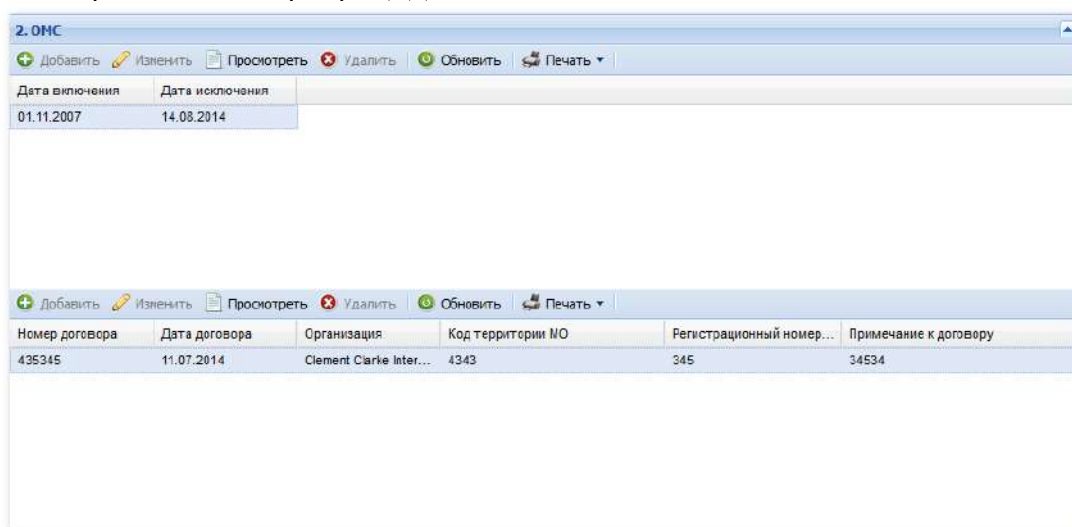 2. ОМС
Добавить Изменить Просмотреть Удалить Обновить Печать
Дата включения Дата исключения
01.11.2007 14.08.2014
Добавить Изменить Просмотреть Удалить Обновить Печать
Номер договора Дата договора Организация Код территории МО Регистрационный номер... Примечание к договору
435345 11.07.2014 Clement Clarke Inter... 4343 345 34534